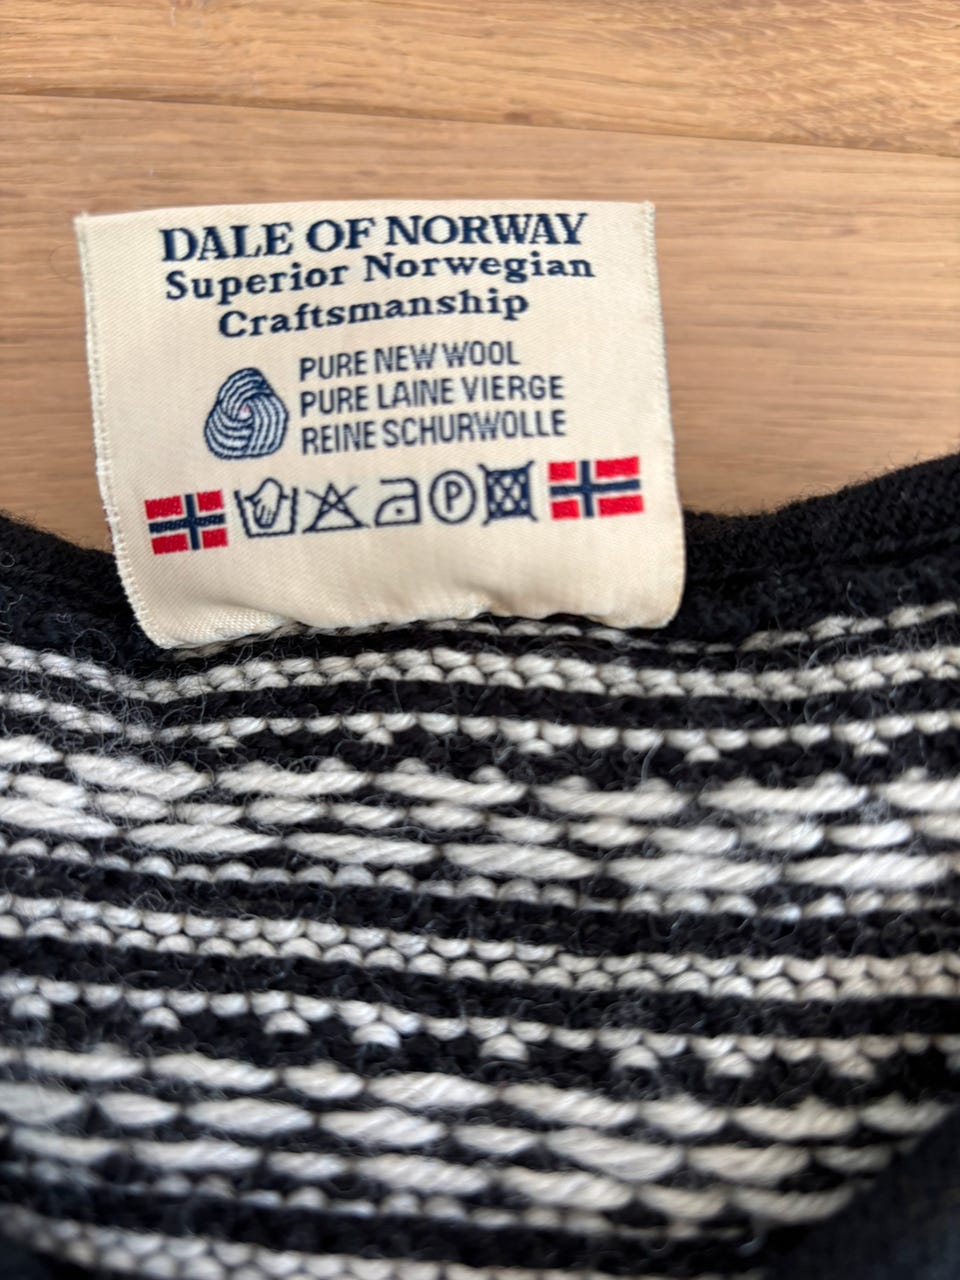 DALE OF NORWAY
Superior Norwegian
Craftsmanship
PURE NEW WOOL
PURE LAINE VIERGE
REINE SCHURWOLLE
P